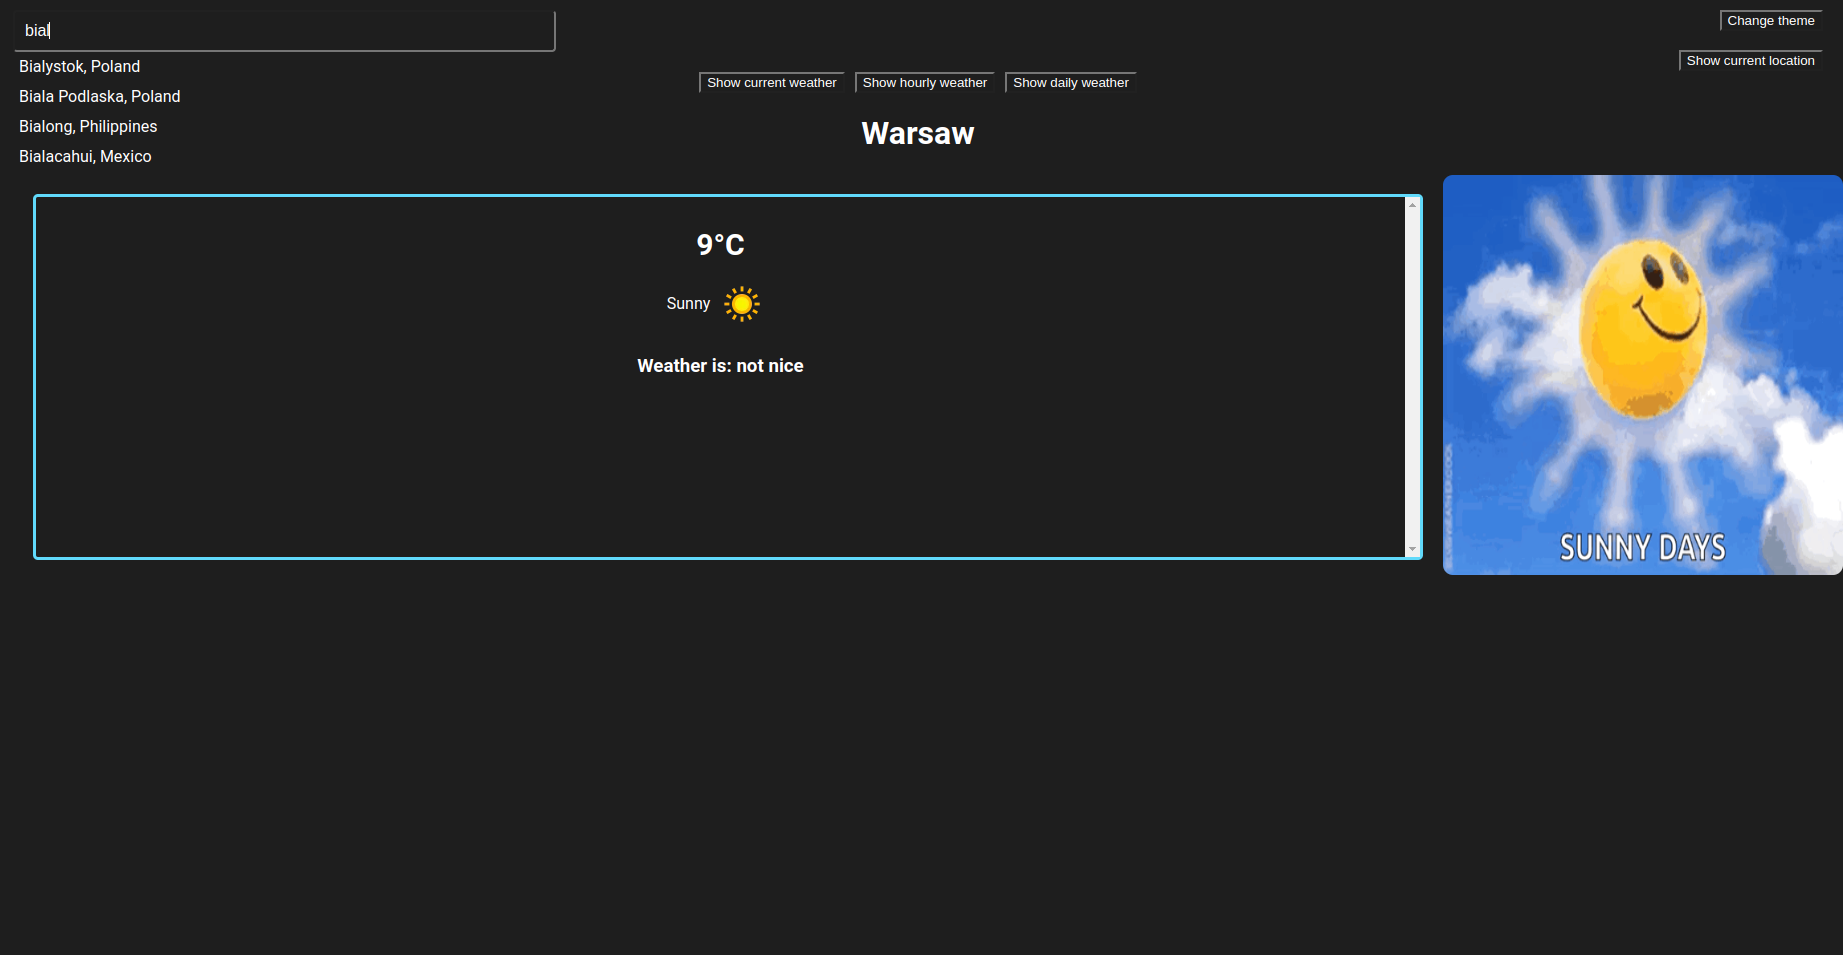 bial
Bialystok, Poland
Biala Podlaska, Poland
Bialong, Philippines
Bialacahui, Mexico
Change theme
Show current location
Show current weather
Show hourly weather
Show daily weather
Warsaw
9°C
Sunny
Weather is: not nice
SUNNY DAYS